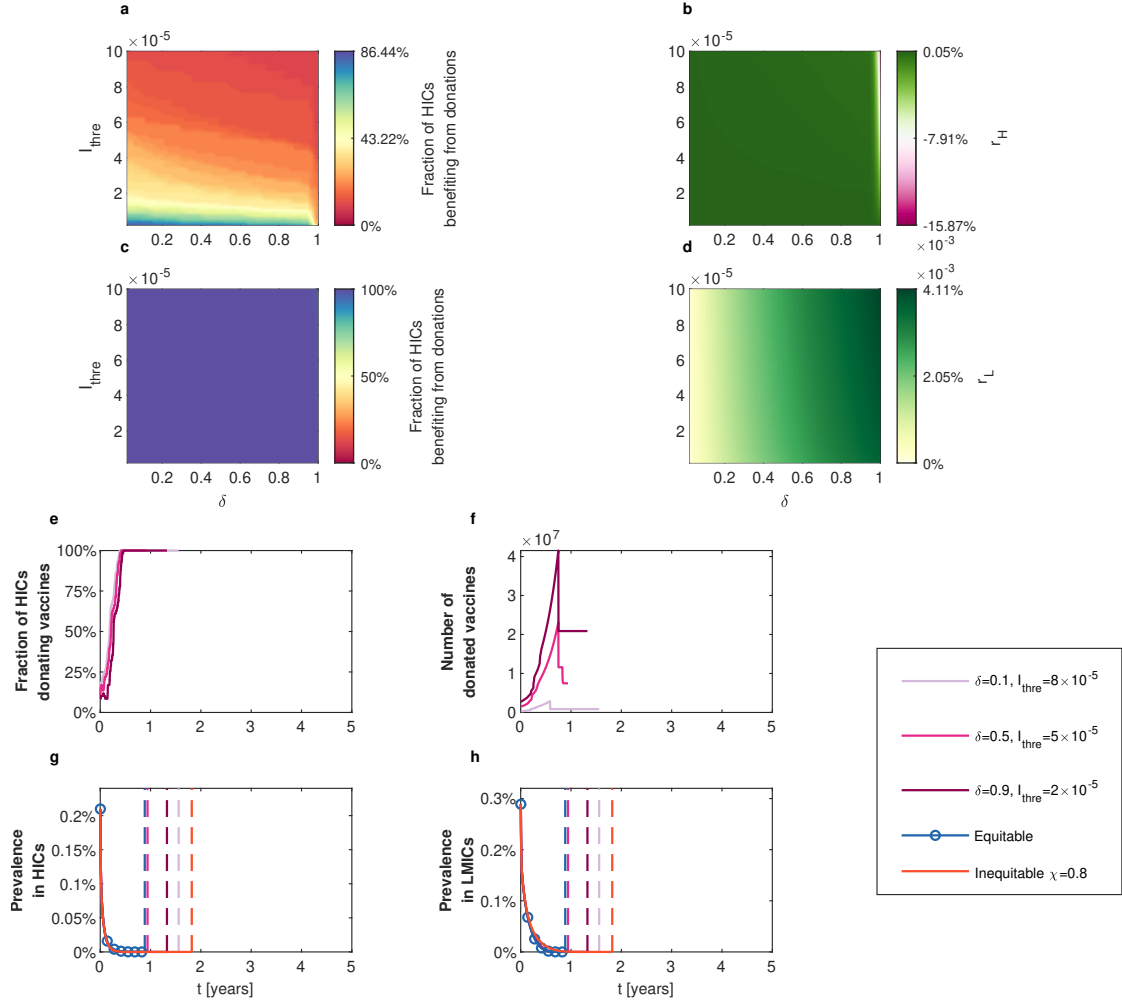 a
× 10⁻⁵
10
8
6
4
2
I_thre
0.2 0.4 0.6 0.8 1
86.44%
43.22%
0%
Fraction of HICs
benefiting from donations
b
× 10⁻⁵
10
8
6
4
2
0.2 0.4 0.6 0.8 1
0.05%
-7.91%
-15.87%
× 10⁻³
r_H
c
× 10⁻⁵
10
8
6
4
2
I_thre
0.2 0.4 0.6 0.8 1
δ
100%
50%
0%
Fraction of HICs
benefiting from donations
d
× 10⁻⁵
10
8
6
4
2
0.2 0.4 0.6 0.8 1
δ
× 10⁻³
4.11%
2.05%
0%
r_L
e
100%
75%
50%
25%
0%
Fraction of HICs
donating vaccines
0 1 2 3 4 5
f
× 10⁷
4
3
2
1
0
Number of
donated vaccines
0 1 2 3 4 5
g
0.2%
0.15%
0.1%
0.05%
0%
Prevalence
in HICs
0 1 2 3 4 5
t [years]
h
0.3%
0.2%
0.1%
0%
Prevalence
in LMICs
0 1 2 3 4 5
t [years]
δ=0.1, I_thre=8×10⁻⁵
δ=0.5, I_thre=5×10⁻⁵
δ=0.9, I_thre=2×10⁻⁵
Equitable
Inequitable χ=0.8